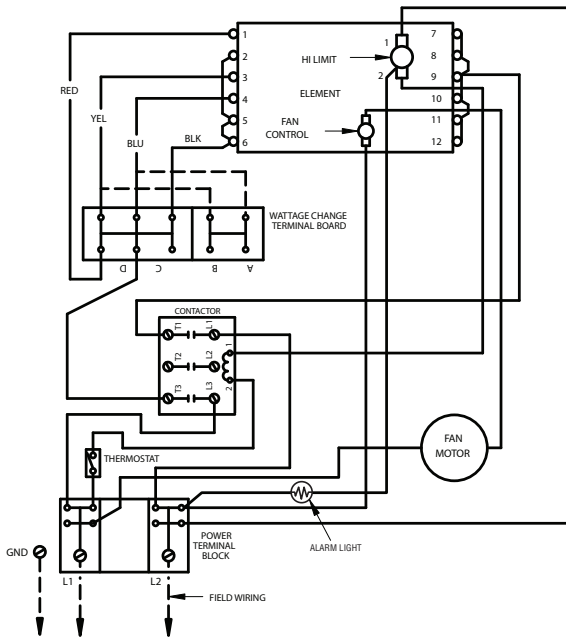 1
2
3
4
5
6
7
8
9
10
11
12
1
2
HI LIMIT
ELEMENT
FAN
CONTROL
RED
YEL
BLU
BLK
WATTAGE CHANGE
TERMINAL BOARD
D
C
B
A
CONTACTOR
T1
L1
1
T2
L2
T3
L3
2
THERMOSTAT
FAN
MOTOR
POWER
TERMINAL
BLOCK
ALARM LIGHT
GND
L1
L2
FIELD WIRING